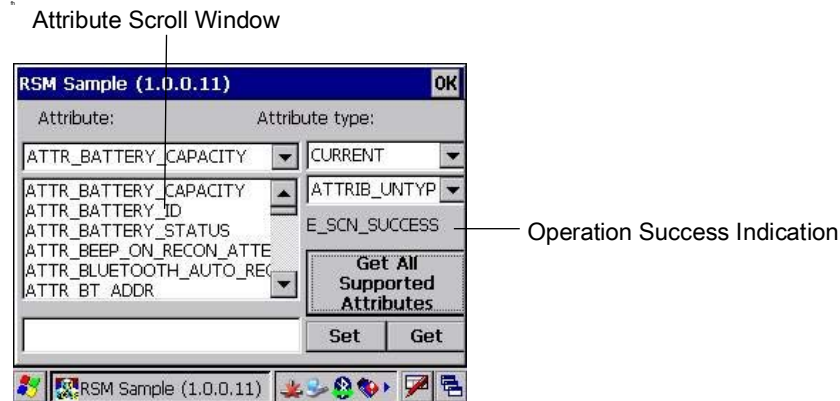 Attribute Scroll Window
RSM Sample (1.0.0.11)
OK
Attribute:
Attribute type:
ATTR_BATTERY_CAPACITY
CURRENT
ATTR_BATTERY_CAPACITY
ATTR_BATTERY_ID
ATTR_BATTERY_STATUS
ATTR_BEEP_ON_RECON_ATTE
ATTR_BLUETOOTH_AUTO_REC
ATTR_BT_ADDR
ATTRIB_UNTYP
E_SCN_SUCCESS
Operation Success Indication
Get All
Supported
Attributes
Set
Get
RSM Sample (1.0.0.11)